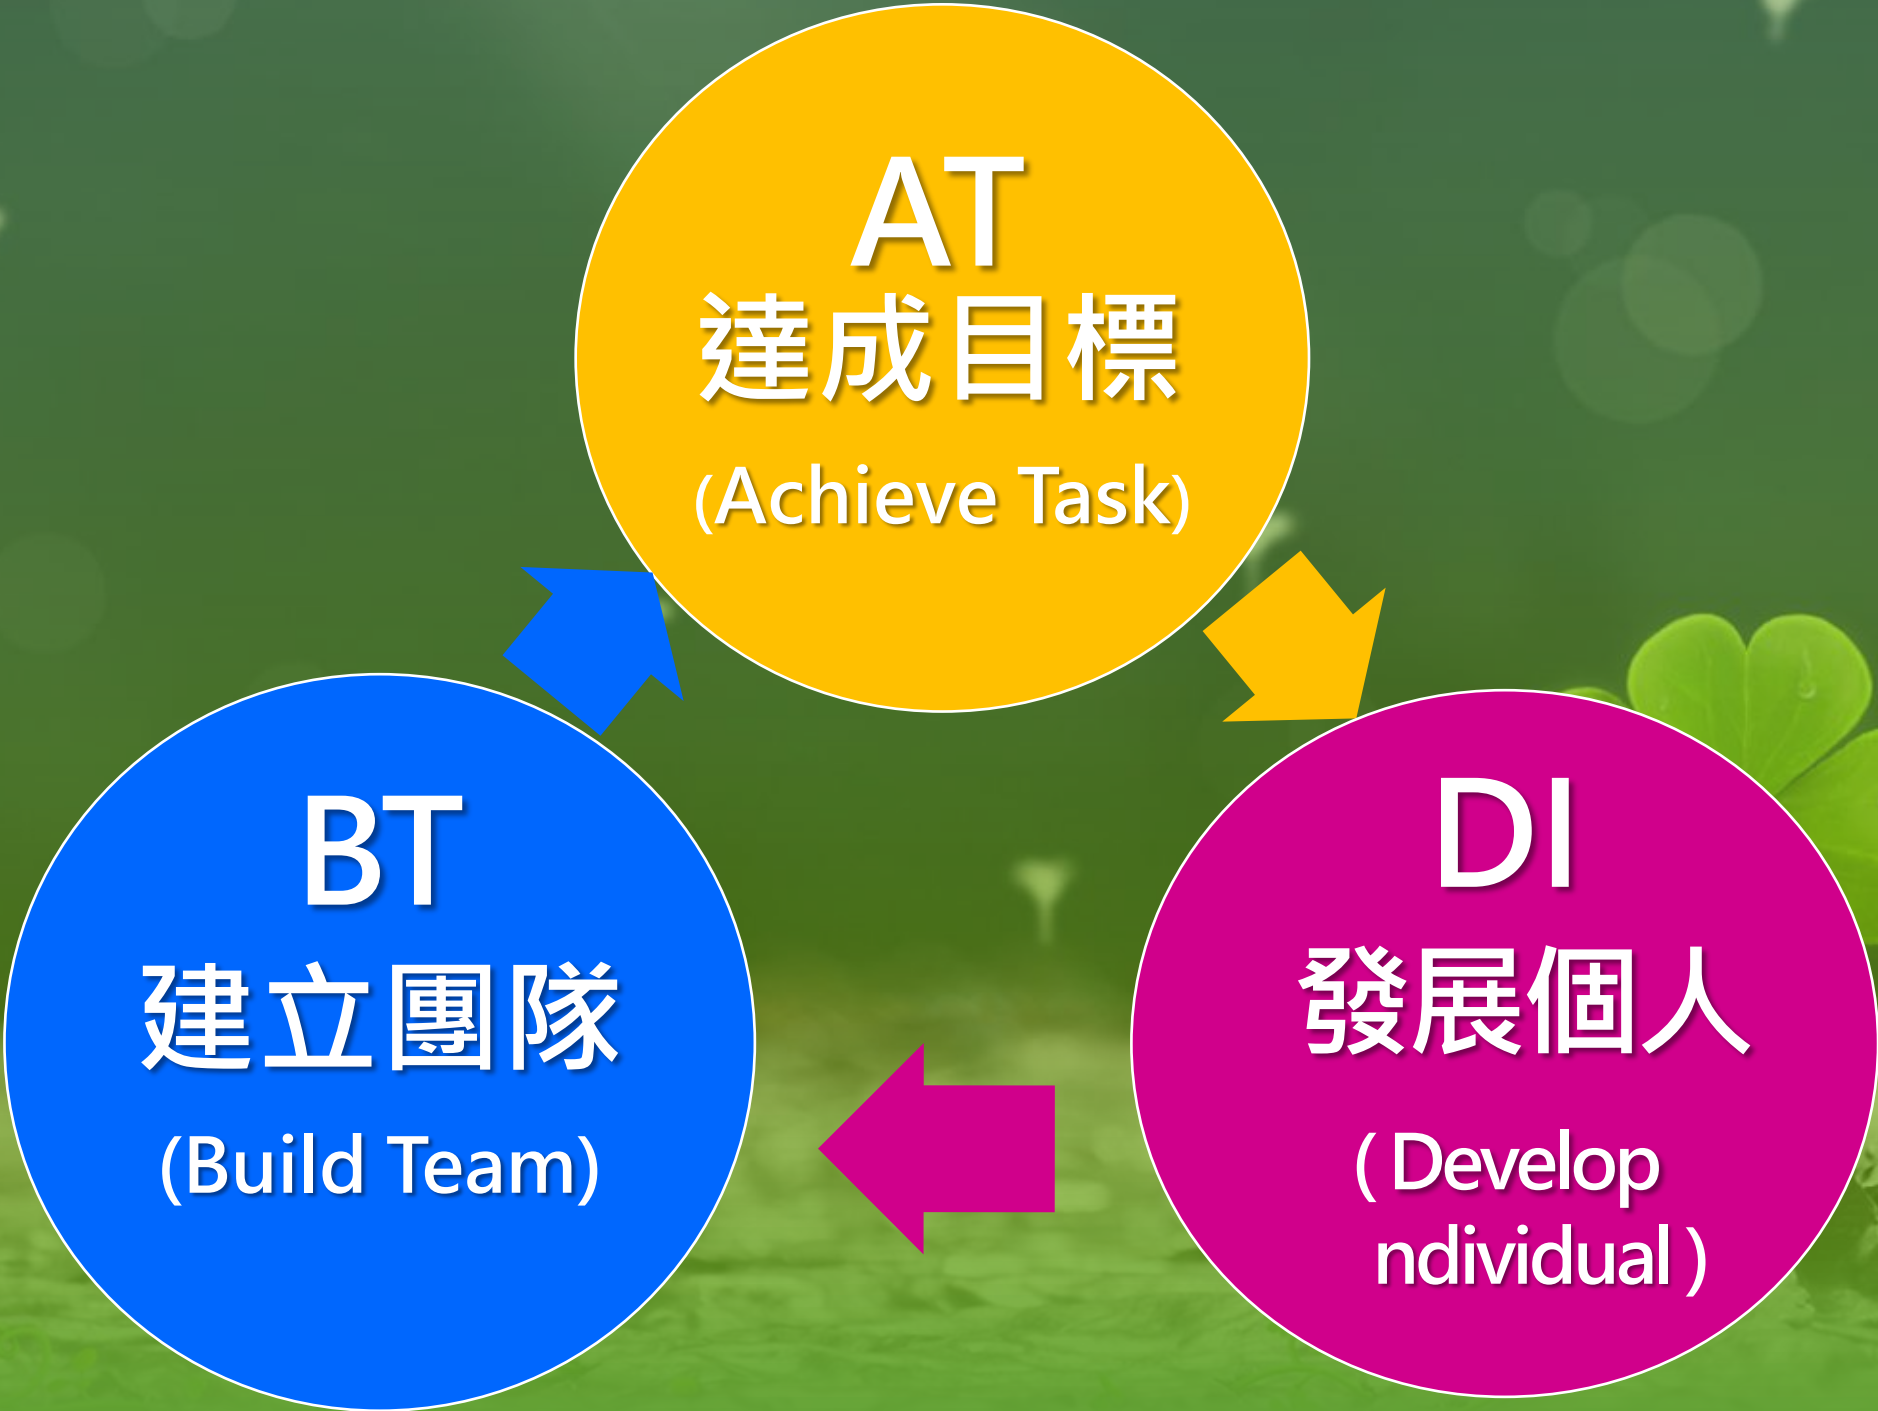 AT
達成目標
(Achieve Task)
BT
建立團隊
(Build Team)
DI
發展個人
( Develop
ndividual )